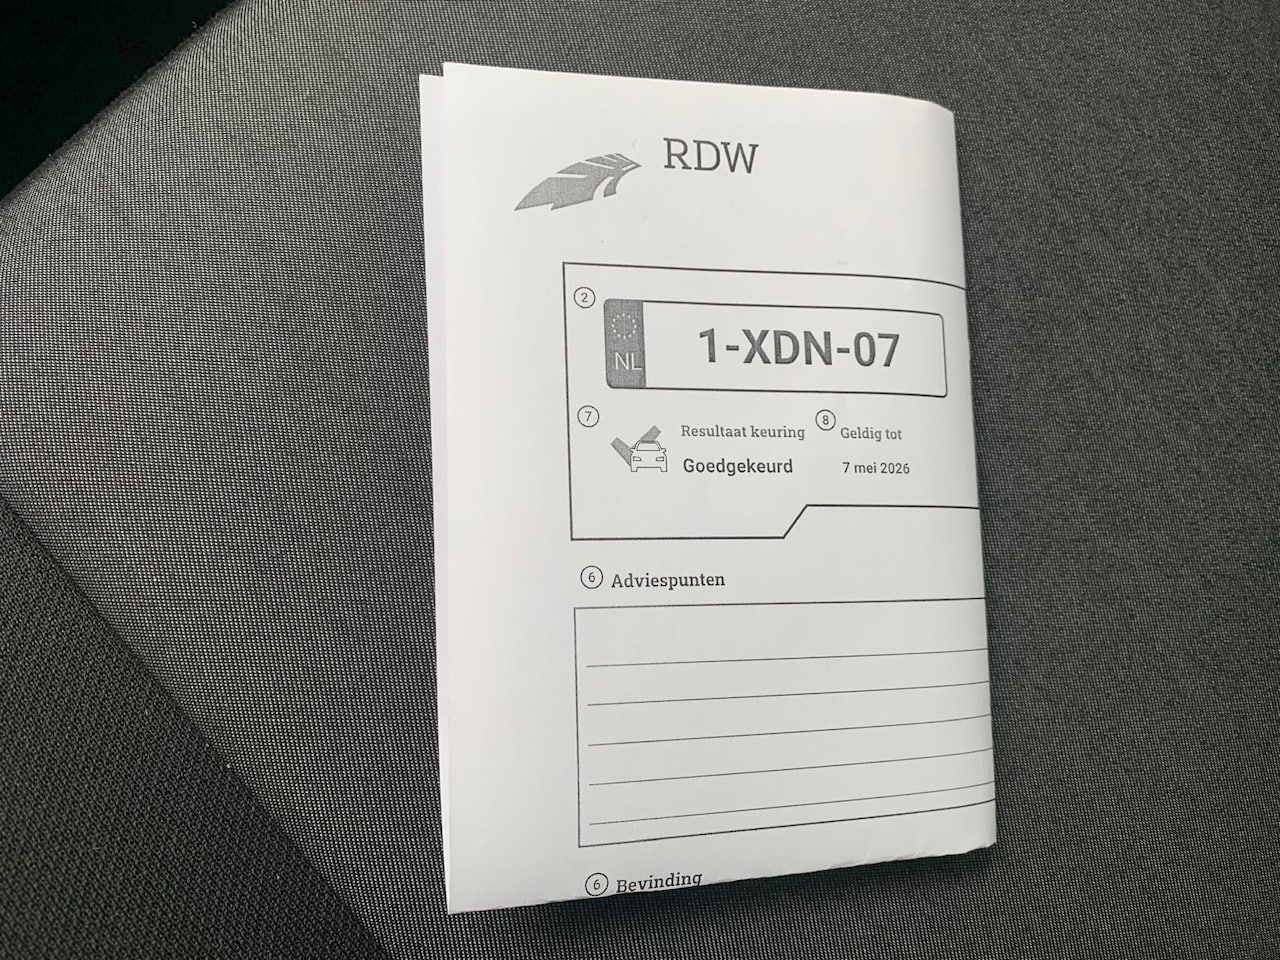 RDW
2
NL
1-XDN-07
7
Resultaat keuring
Goedgekeurd
8
Geldig tot
7 mei 2026
6 Adviespunten
6 Bevinding